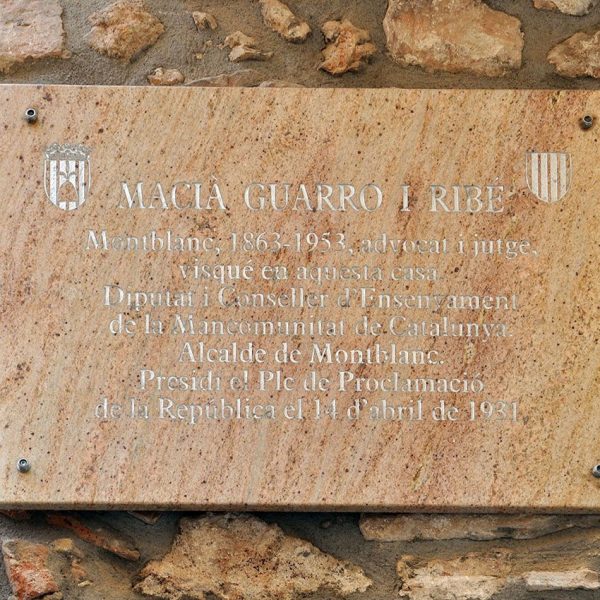 MACIÀ GUARRO I RIBÉ
Montblanc, 1863-1953, advocat i jutge,
visqué en aquesta casa.
Diputat i Conseller d'Ensenyament
de la Mancomunitat de Catalunya.
Alcalde de Montblanc.
Presidí el Ple de Proclamació
de la República el 14 d'abril de 1931